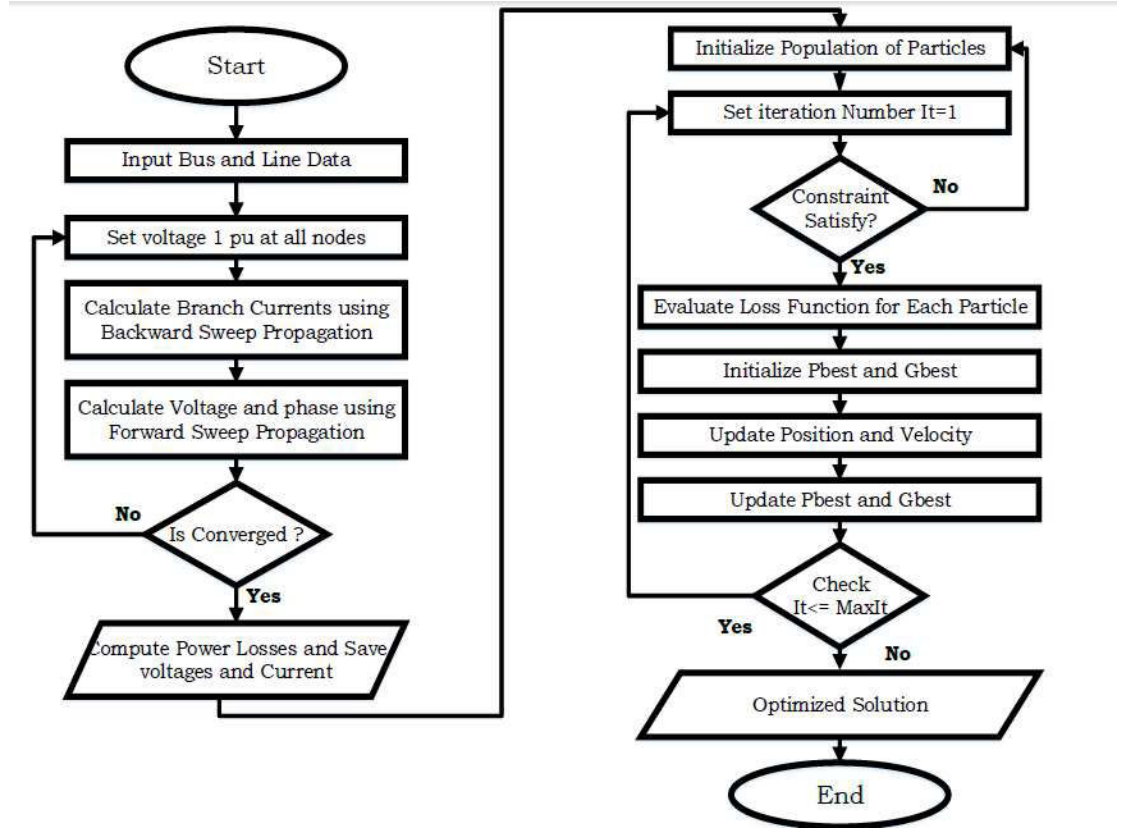 Start
Input Bus and Line Data
Set voltage 1 pu at all nodes
Calculate Branch Currents using
Backward Sweep Propagation
Calculate Voltage and phase using
Forward Sweep Propagation
No
Is Converged ?
Yes
Compute Power Losses and Save
voltages and Current
Initialize Population of Particles
Set iteration Number It=1
No
Constraint
Satisfy?
Yes
Evaluate Loss Function for Each Particle
Initialize Pbest and Gbest
Update Position and Velocity
Update Pbest and Gbest
Check
It<= MaxIt
Yes
No
Optimized Solution
End